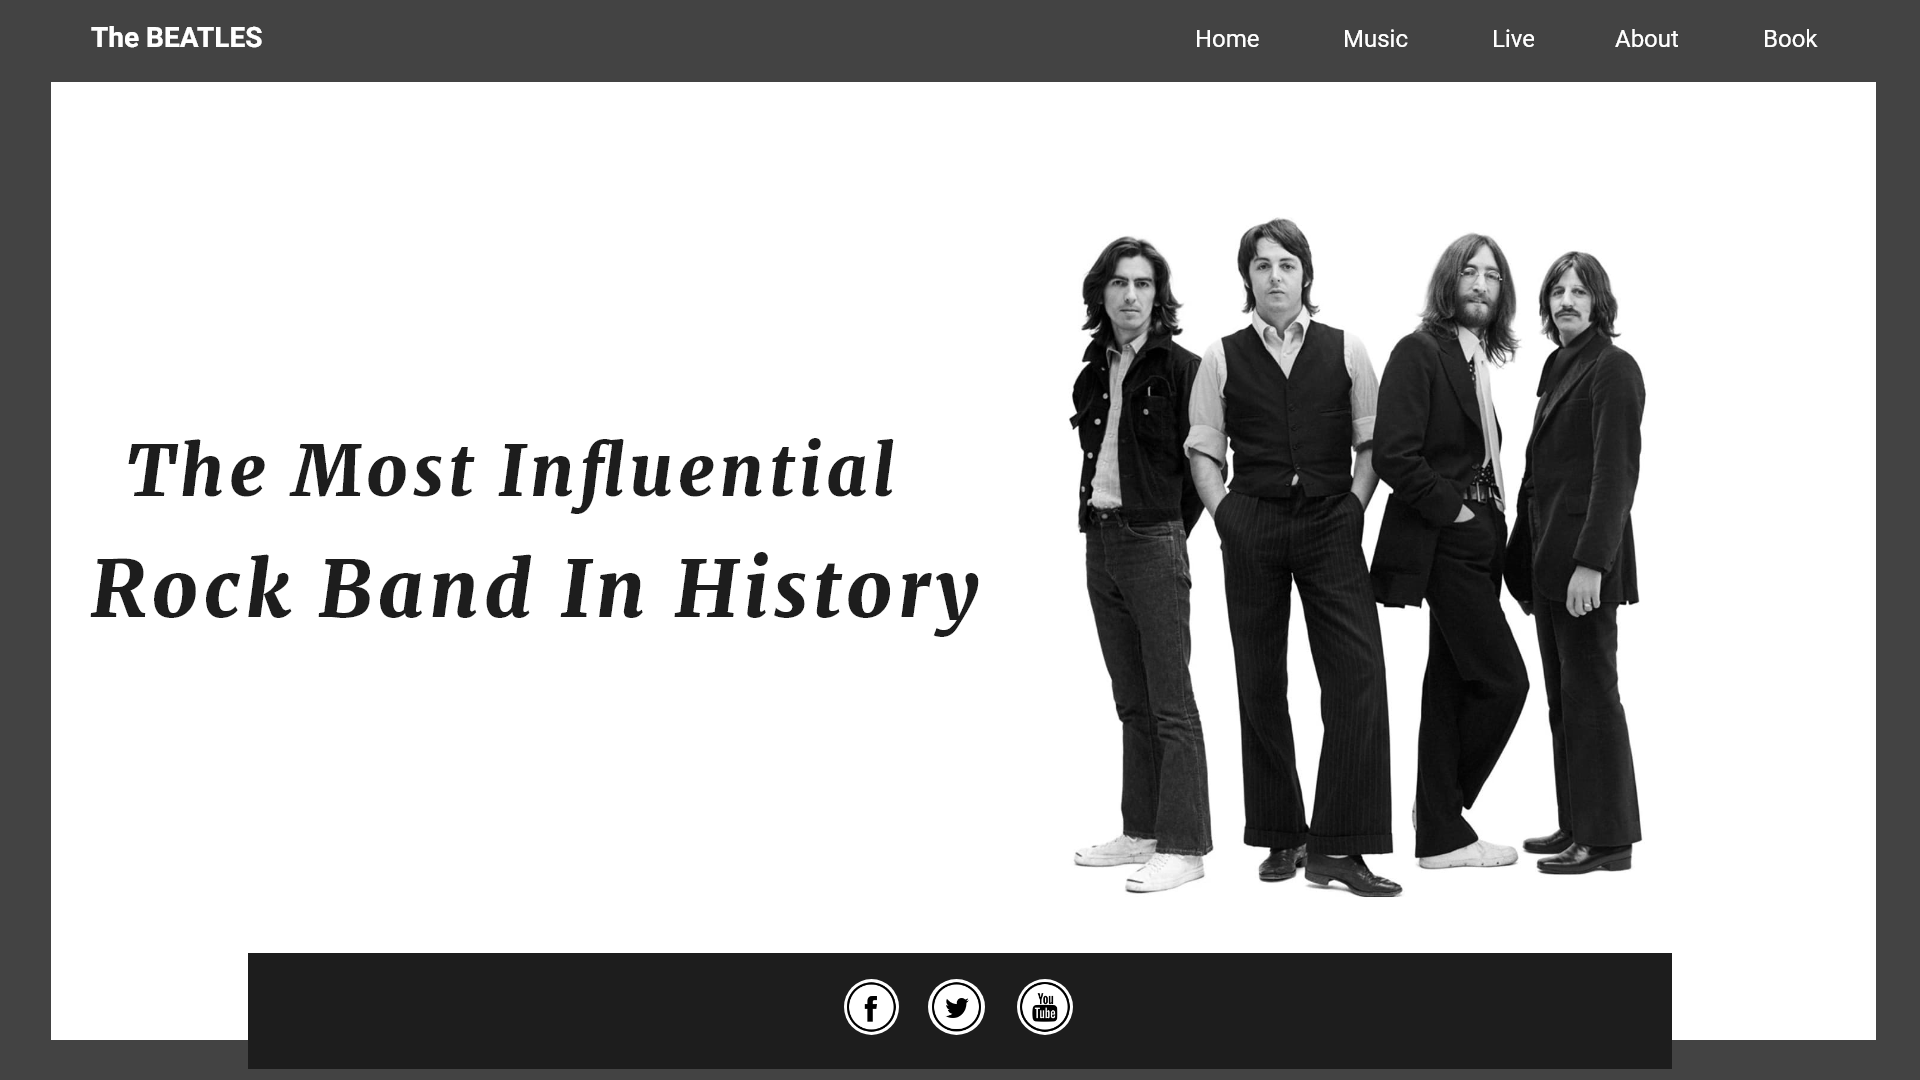 The BEATLES
Home Music Live About Book
The Most Influential
Rock Band In History
f
You
Tube